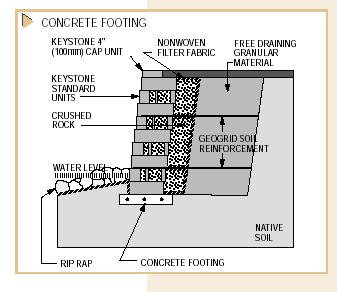 CONCRETE FOOTING
KEYSTONE 4"
(100mm) CAP UNIT
NONWOVEN
FILTER FABRIC
FREE DRAINING
GRANULAR
MATERIAL
KEYSTONE
STANDARD
UNITS
CRUSHED
ROCK
GEOGRID SOIL
REINFORCEMENT
WATER LEVEL
NATIVE
SOIL
RIP RAP
CONCRETE FOOTING